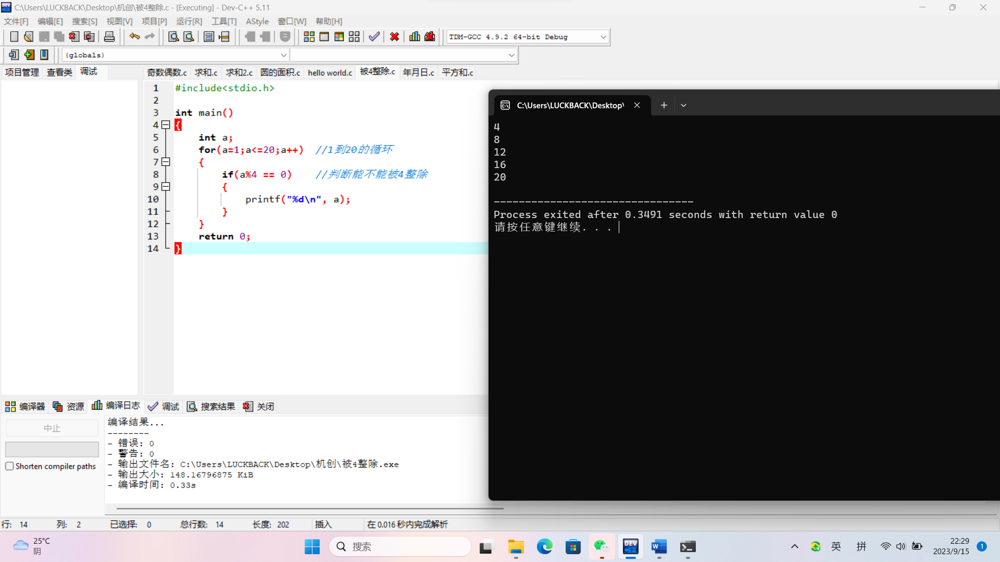 C:\Users\LUCKBACK\Desktop\机创\被4整除.c - [Executing] - Dev-C++ 5.11
文件[F] 编辑[E] 搜索[S] 视图[V] 项目[P] 运行[R] 工具[T] AStyle 窗口[W] 帮助[H]
TDM-GCC 4.9.2 64-bit Debug
(globals)
项目管理 查看类 调试
奇数偶数.c 求和.c 求和2.c 圆的面积.c hello world.c 被4整除.c 年月日.c 平方和.c
1 #include<stdio.h>
2
3 int main()
4 {
5 int a;
6 for(a=1;a<=20;a++) //1到20的循环
7 {
8 if(a%4 == 0) //判断能不能被4整除
9 {
10 printf("%d\n", a);
11 }
12 }
13 return 0;
14 }
C:\Users\LUCKBACK\Desktop\
4
8
12
16
20
--------------------------------
Process exited after 0.3491 seconds with return value 0
请按任意键继续. . .
编译器 资源 编译日志 调试 搜索结果 关闭
中止
Shorten compiler paths
编译结果...
--------
- 错误: 0
- 警告: 0
- 输出文件名: C:\Users\LUCKBACK\Desktop\机创\被4整除.exe
- 输出大小: 148.16796875 KiB
- 编译时间: 0.33s
行: 14 列: 2 已选择: 0 总行数: 14 长度: 202 插入 在 0.016 秒内完成解析
25°C
阴
搜索
DEV C++
W
英 拼
22:29
2023/9/15
1